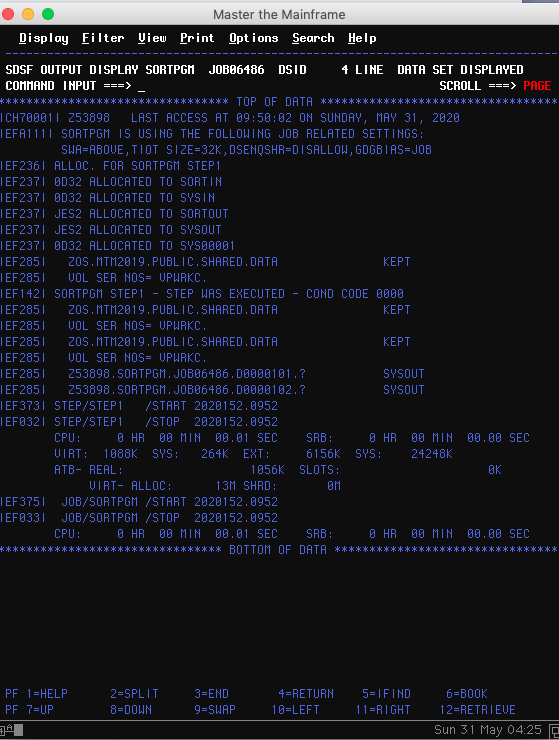 Master the Mainframe
Display Filter View Print Options Search Help
SDSF OUTPUT DISPLAY SORTPGM JOB06486 DSID 4 LINE DATA SET DISPLAYED
COMMAND INPUT ===> _ SCROLL ===> PAGE
******************************** TOP OF DATA **********************************
ICH70001I Z53898 LAST ACCESS AT 09:50:02 ON SUNDAY, MAY 31, 2020
IEFA111I SORTPGM IS USING THE FOLLOWING JOB RELATED SETTINGS:
SWA=ABOVE,TIOT SIZE=32K,DSENQSHR=DISALLOW,GDGBIAS=JOB
IEF236I ALLOC. FOR SORTPGM STEP1
IEF237I 0D32 ALLOCATED TO SORTIN
IEF237I 0D32 ALLOCATED TO SYSIN
IEF237I JES2 ALLOCATED TO SORTOUT
IEF237I JES2 ALLOCATED TO SYSOUT
IEF237I 0D32 ALLOCATED TO SYS00001
IEF285I ZOS.MTM2019.PUBLIC.SHARED.DATA KEPT
IEF285I VOL SER NOS= VPWRKC.
IEF142I SORTPGM STEP1 - STEP WAS EXECUTED - COND CODE 0000
IEF285I ZOS.MTM2019.PUBLIC.SHARED.DATA KEPT
IEF285I VOL SER NOS= VPWRKC.
IEF285I ZOS.MTM2019.PUBLIC.SHARED.DATA KEPT
IEF285I VOL SER NOS= VPWRKC.
IEF285I Z53898.SORTPGM.JOB06486.D0000101.? SYSOUT
IEF285I Z53898.SORTPGM.JOB06486.D0000102.? SYSOUT
IEF373I STEP/STEP1 /START 2020152.0952
IEF032I STEP/STEP1 /STOP 2020152.0952
CPU: 0 HR 00 MIN 00.01 SEC SRB: 0 HR 00 MIN 00.00 SEC
VIRT: 1088K SYS: 264K EXT: 6156K SYS: 24248K
ATB- REAL: 1056K SLOTS: 0K
VIRT- ALLOC: 13M SHRD: 0M
IEF375I JOB/SORTPGM /START 2020152.0952
IEF033I JOB/SORTPGM /STOP 2020152.0952
CPU: 0 HR 00 MIN 00.01 SEC SRB: 0 HR 00 MIN 00.00 SEC
******************************** BOTTOM OF DATA ********************************
PF 1=HELP 2=SPLIT 3=END 4=RETURN 5=IFIND 6=BOOK
PF 7=UP 8=DOWN 9=SWAP 10=LEFT 11=RIGHT 12=RETRIEVE
Sun 31 May 04:25